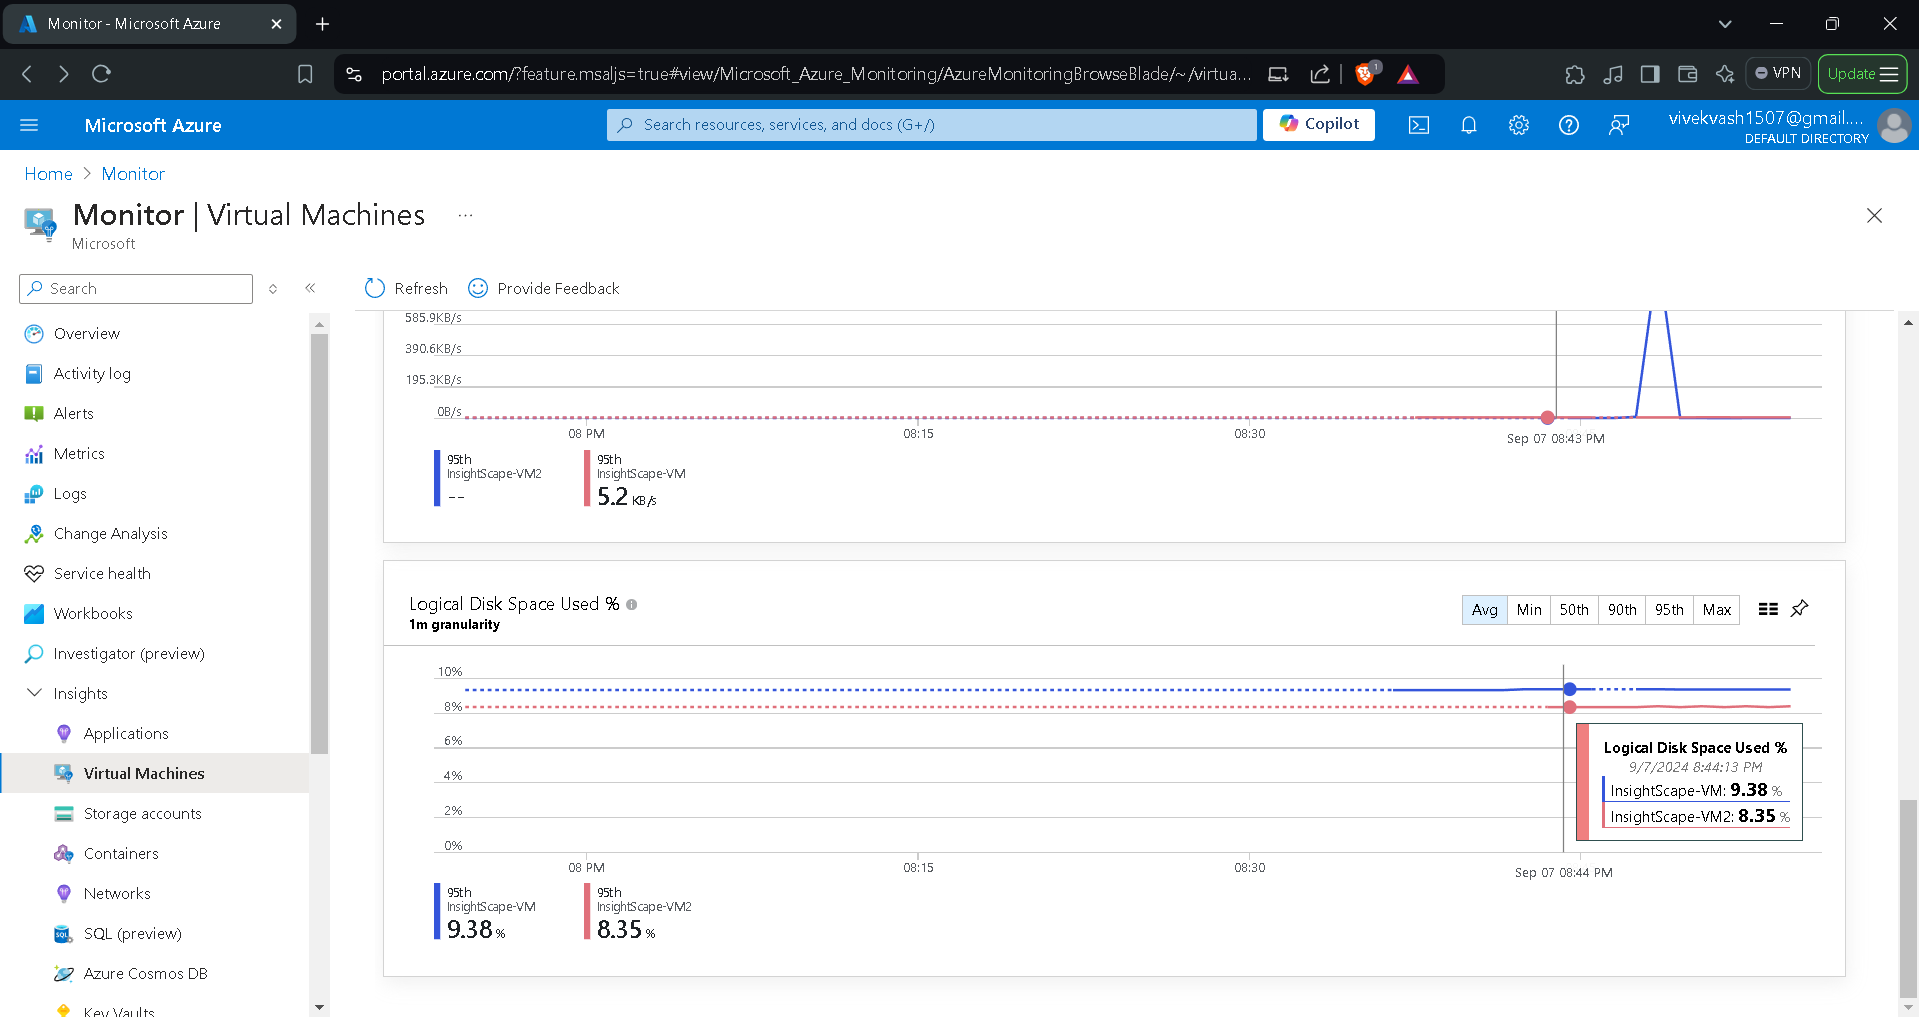 Monitor - Microsoft Azure
portal.azure.com/?feature.msaljs=true#view/Microsoft_Azure_Monitoring/AzureMonitoringBrowseBlade/~/virtua...
1
VPN
Update
Microsoft Azure
Search resources, services, and docs (G+/)
Copilot
vivekvash1507@gmail....
DEFAULT DIRECTORY
Home > Monitor
Monitor | Virtual Machines ...
Microsoft
Search
Refresh
Provide Feedback
Overview
Activity log
Alerts
Metrics
Logs
Change Analysis
Service health
Workbooks
Investigator (preview)
Insights
Applications
Virtual Machines
Storage accounts
Containers
Networks
SQL (preview)
Azure Cosmos DB
Key Vaults
585.9KB/s
390.6KB/s
195.3KB/s
0B/s
08 PM 08:15 08:30 Sep 07 08:43 PM
95th
InsightScape-VM2
--
95th
InsightScape-VM
5.2 KB/s
Logical Disk Space Used %
1m granularity
Avg Min 50th 90th 95th Max
10%
8%
6%
4%
2%
0%
Logical Disk Space Used %
9/7/2024 8:44:13 PM
InsightScape-VM: 9.38 %
InsightScape-VM2: 8.35 %
08 PM 08:15 08:30 Sep 07 08:44 PM
95th
InsightScape-VM
9.38 %
95th
InsightScape-VM2
8.35 %